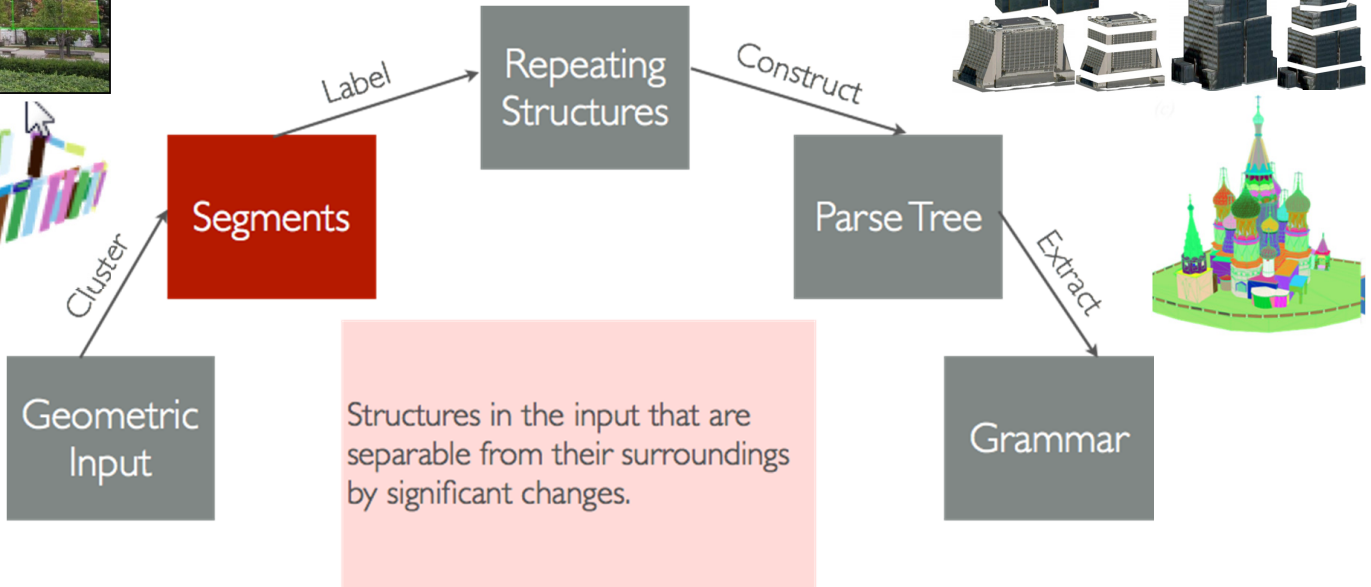 Repeating
Structures
Label
Construct
Segments
Parse Tree
Cluster
Extract
Geometric
Input
Structures in the input that are
separable from their surroundings
by significant changes.
Grammar